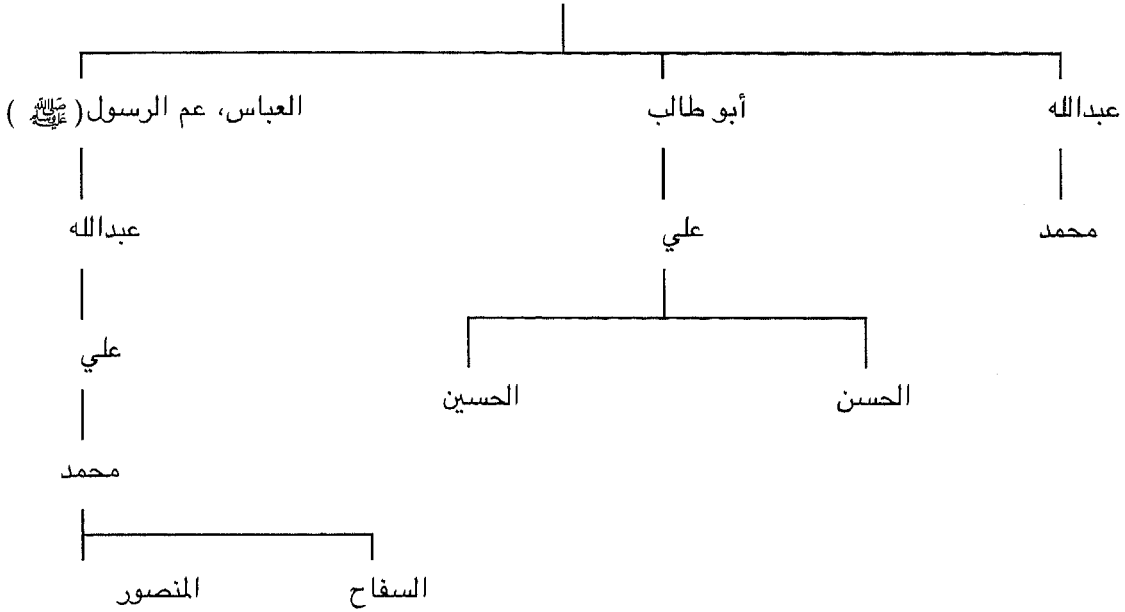 عبدالله
أبو طالب
العباس، عم الرسول (ﷺ)
محمد
علي
عبدالله
علي
الحسن
الحسين
محمد
السفاح
المنصور